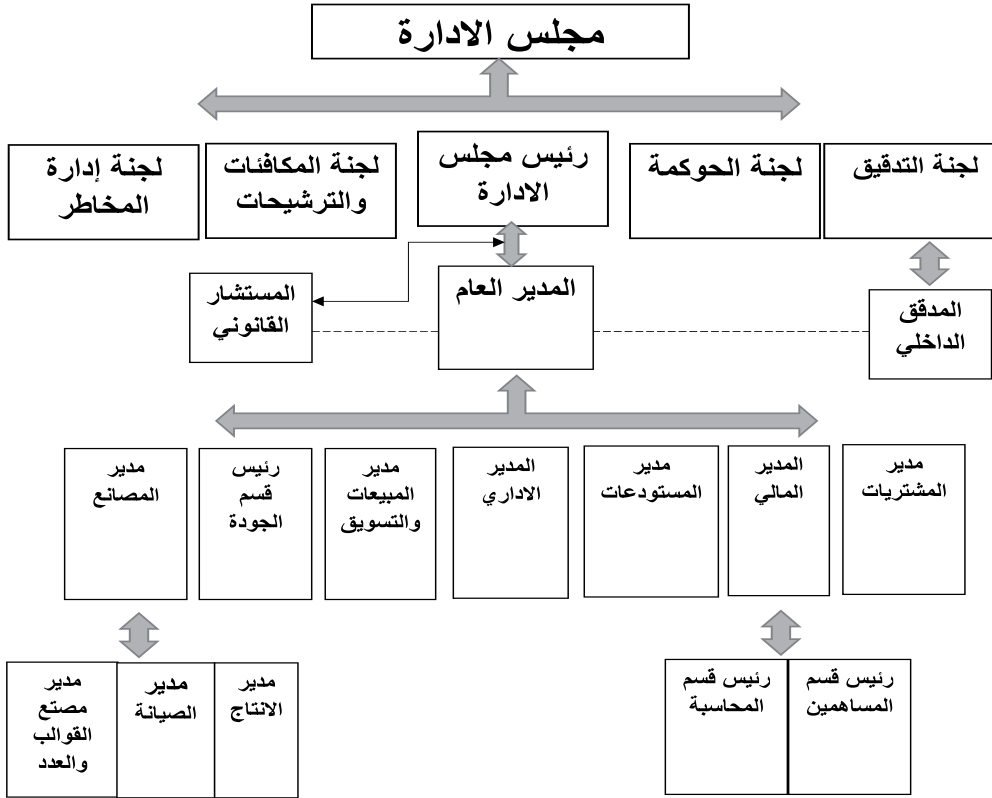 مجلس الادارة
لجنة التدقيق
لجنة الحوكمة
رئيس مجلس
الادارة
لجنة المكافئات
والترشيحات
لجنة إدارة
المخاطر
المدقق
الداخلي
المدير العام
المستشار
القانوني
مدير
المشتريات
المدير
المالي
مدير
المستودعات
المدير
الاداري
مدير
المبيعات
والتسويق
رئيس
قسم
الجودة
مدير
المصانع
رئيس قسم
المساهمين
رئيس قسم
المحاسبة
مدير
الانتاج
مدير
الصيانة
مدير
مصتع
القوالب
والعدد